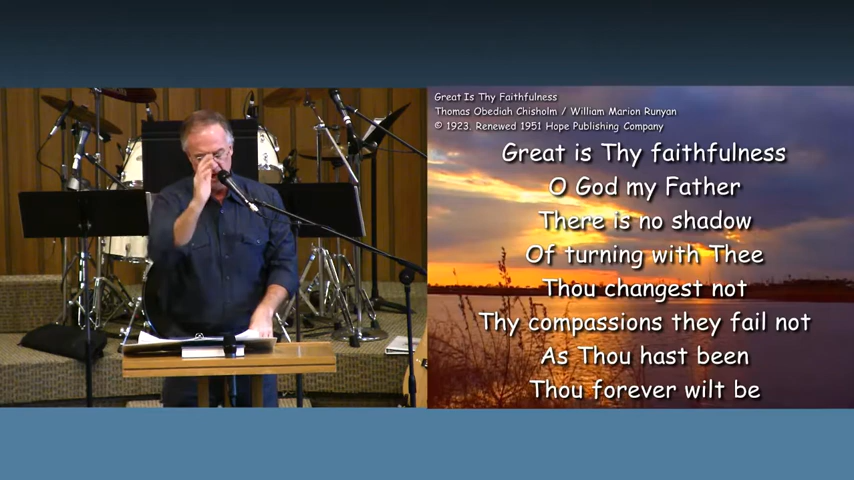 Great Is Thy Faithfulness
Thomas Obediah Chisholm / William Marion Runyan
© 1923. Renewed 1951 Hope Publishing Company
Great is Thy faithfulness
O God my Father
There is no shadow
Of turning with Thee
Thou changest not
Thy compassions they fail not
As Thou hast been
Thou forever wilt be